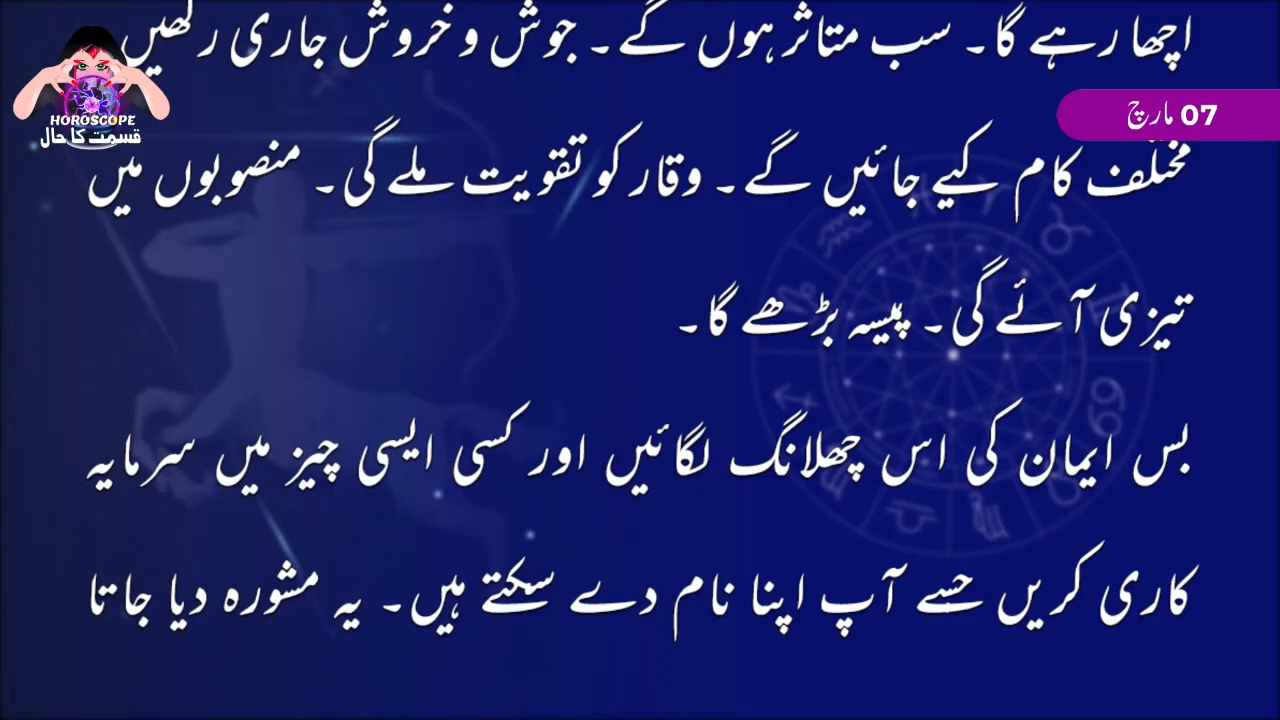 اچھا رہے گا۔ سب متاثر ہوں گے۔ جوش و خروش جاری رکھیں
HOROSCOPE
قسمت کا حال
07 مارچ
مختلف کام کیے جائیں گے۔ وقار کو تقویت ملے گی۔ منصوبوں میں
تیزی آئے گی۔ پیسہ بڑھے گا۔
بس ایمان کی اس چھلانگ لگائیں اور کسی ایسی چیز میں سرمایہ
کاری کریں جسے آپ اپنا نام دے سکتے ہیں۔ یہ مشورہ دیا جاتا